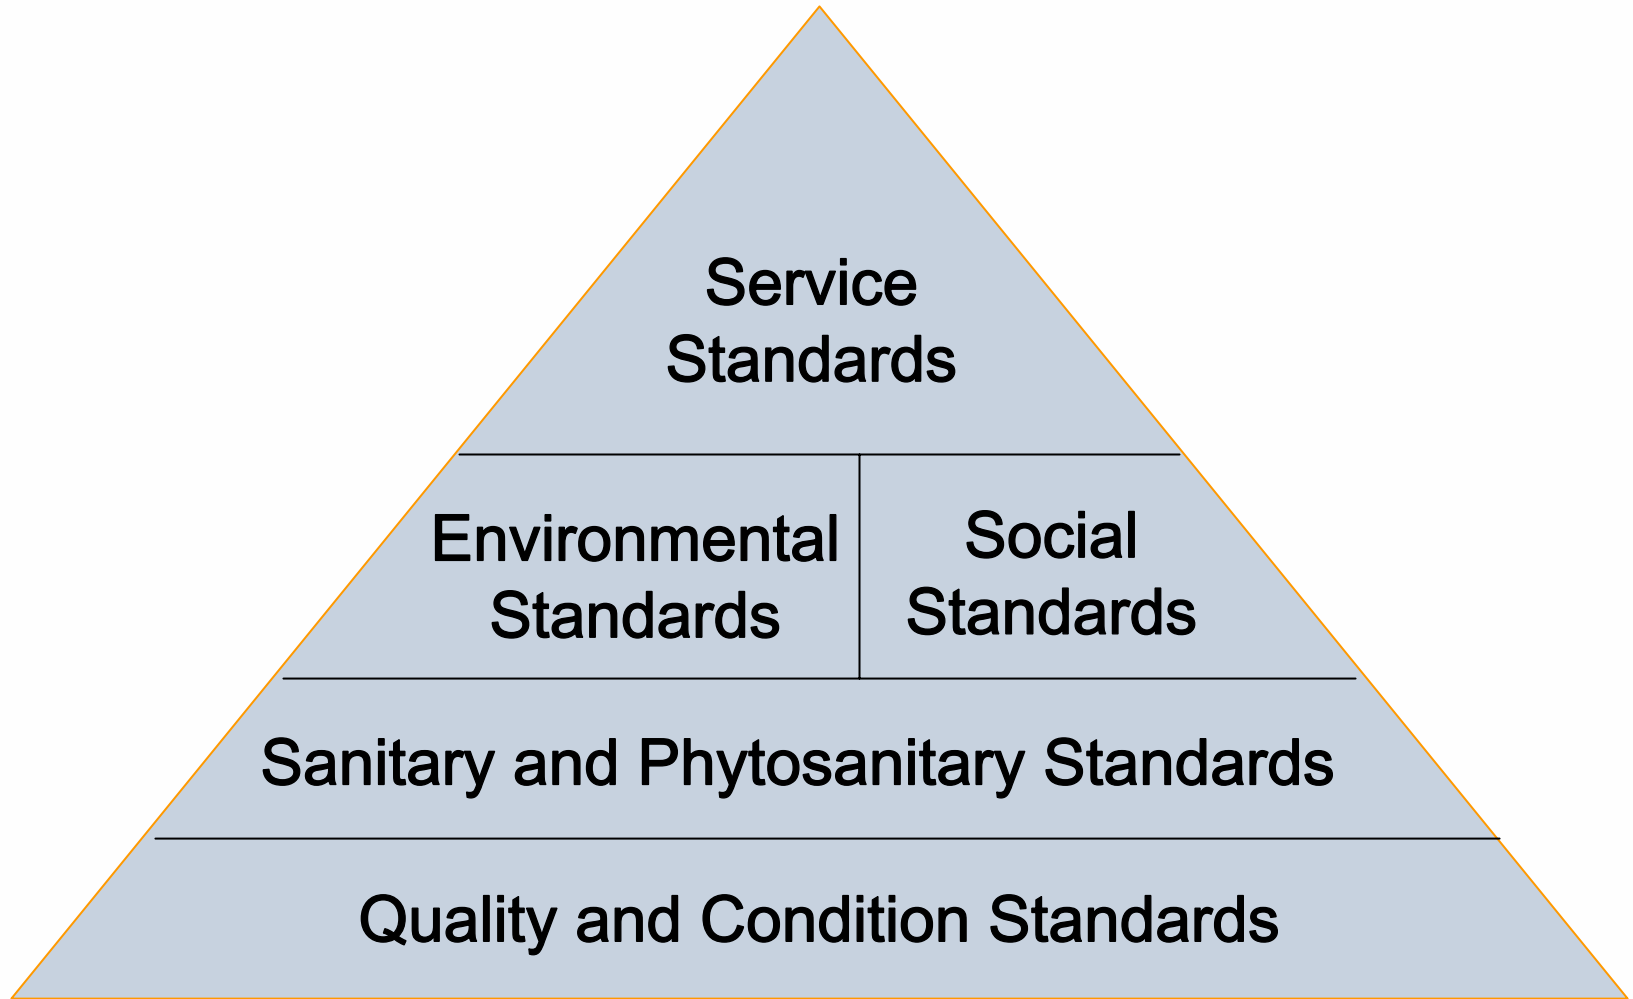 Service
Standards
Environmental
Standards
Social
Standards
Sanitary and Phytosanitary Standards
Quality and Condition Standards